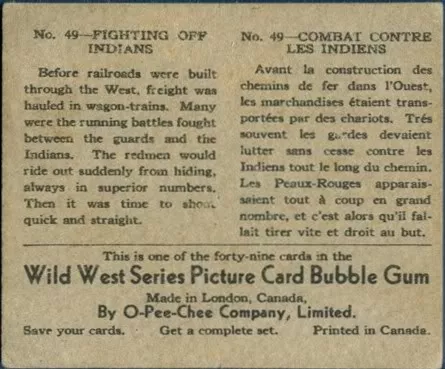 No. 49—FIGHTING OFF
INDIANS
Before railroads were built
through the West, freight was
hauled in wagon-trains. Many
were the running battles fought
between the guards and the
Indians. The redmen would
ride out suddenly from hiding,
always in superior numbers.
Then it was time to shoot
quick and straight.
No. 49—COMBAT CONTRE
LES INDIENS
Avant la construction des
chemins de fer dans l'Ouest,
les marchandises étaient trans-
portées par des chariots. Trés
souvent les gardes devaient
lutter sans cesse contre les
Indiens tout le long du chemin.
Les Peaux-Rouges apparais-
saient tout à coup en grand
nombre, et c'est alors qu'il fal-
lait tirer vite et droit au but.
This is one of the forty-nine cards in the
Wild West Series Picture Card Bubble Gum
Made in London, Canada,
By O-Pee-Chee Company, Limited.
Save your cards. Get a complete set. Printed in Canada.